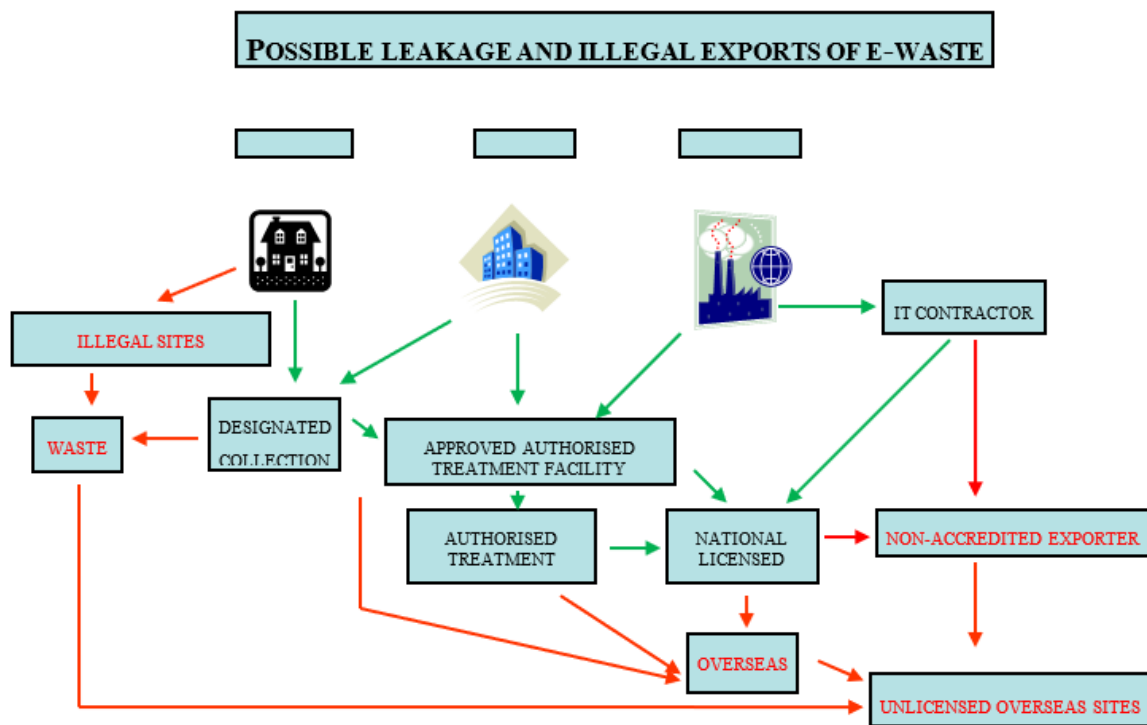 POSSIBLE LEAKAGE AND ILLEGAL EXPORTS OF E-WASTE
IT CONTRACTOR
ILLEGAL SITES
DESIGNATED
COLLECTION
WASTE
APPROVED AUTHORISED
TREATMENT FACILITY
AUTHORISED
TREATMENT
NATIONAL
LICENSED
NON-ACCREDITED EXPORTER
OVERSEAS
UNLICENSED OVERSEAS SITES